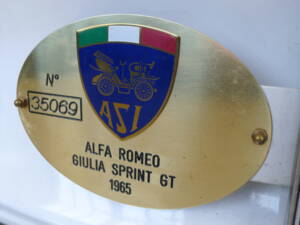 ASI
N°
35069
ALFA ROMEO
GIULIA SPRINT GT
1965